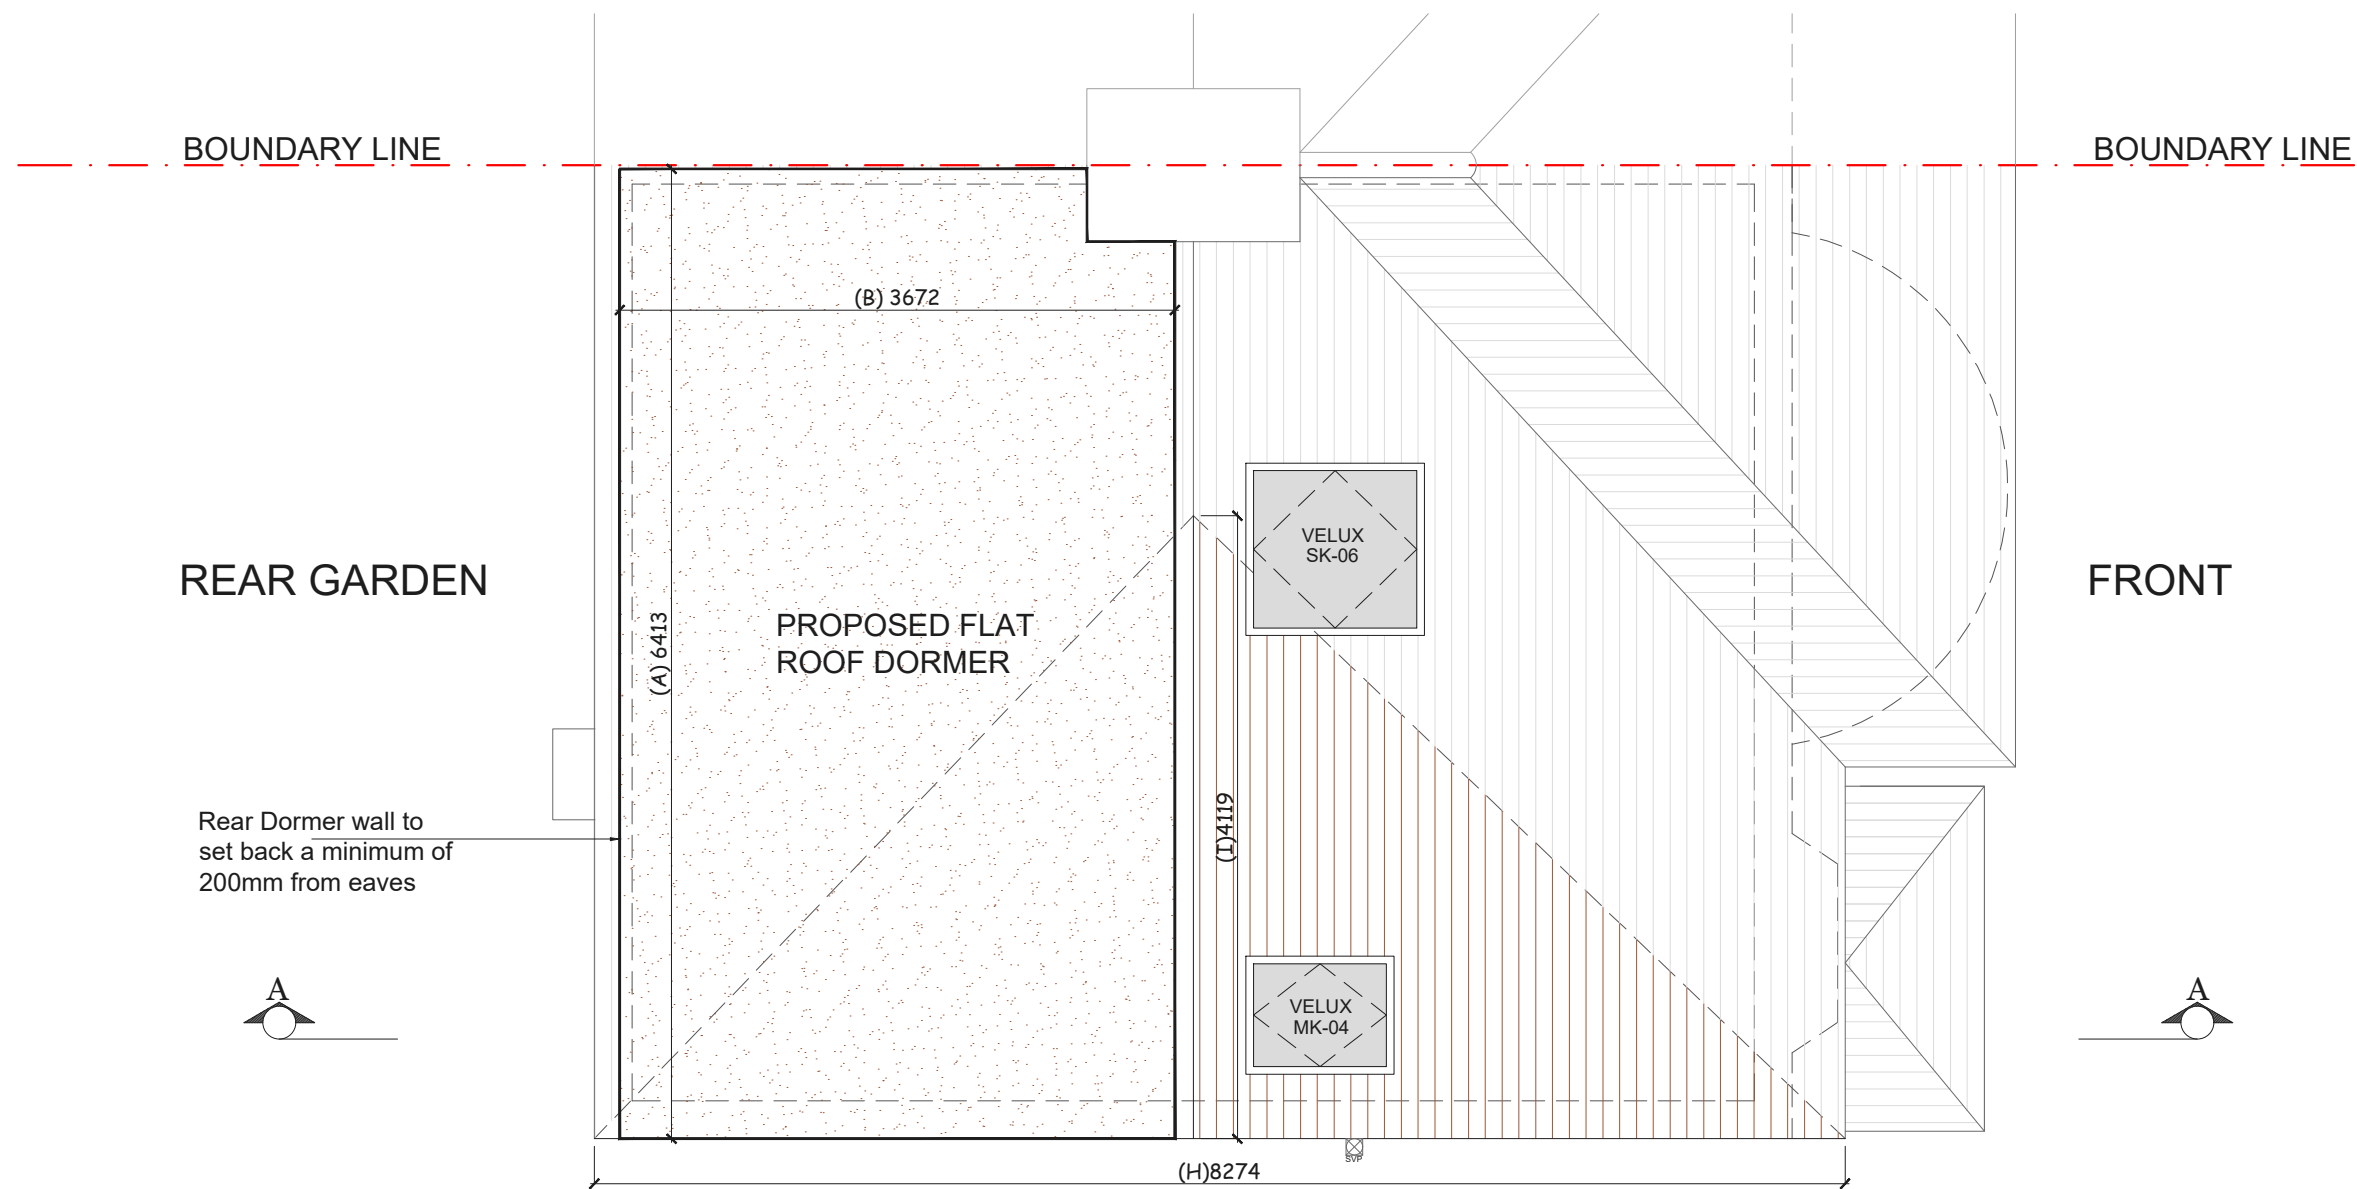 BOUNDARY LINE
BOUNDARY LINE
(B) 3672
VELUX
SK-06
REAR GARDEN
FRONT
PROPOSED FLAT
ROOF DORMER
(A) 6413
(I)4119
Rear Dormer wall to
set back a minimum of
200mm from eaves
A
A
VELUX
MK-04
SVP
(H)8274